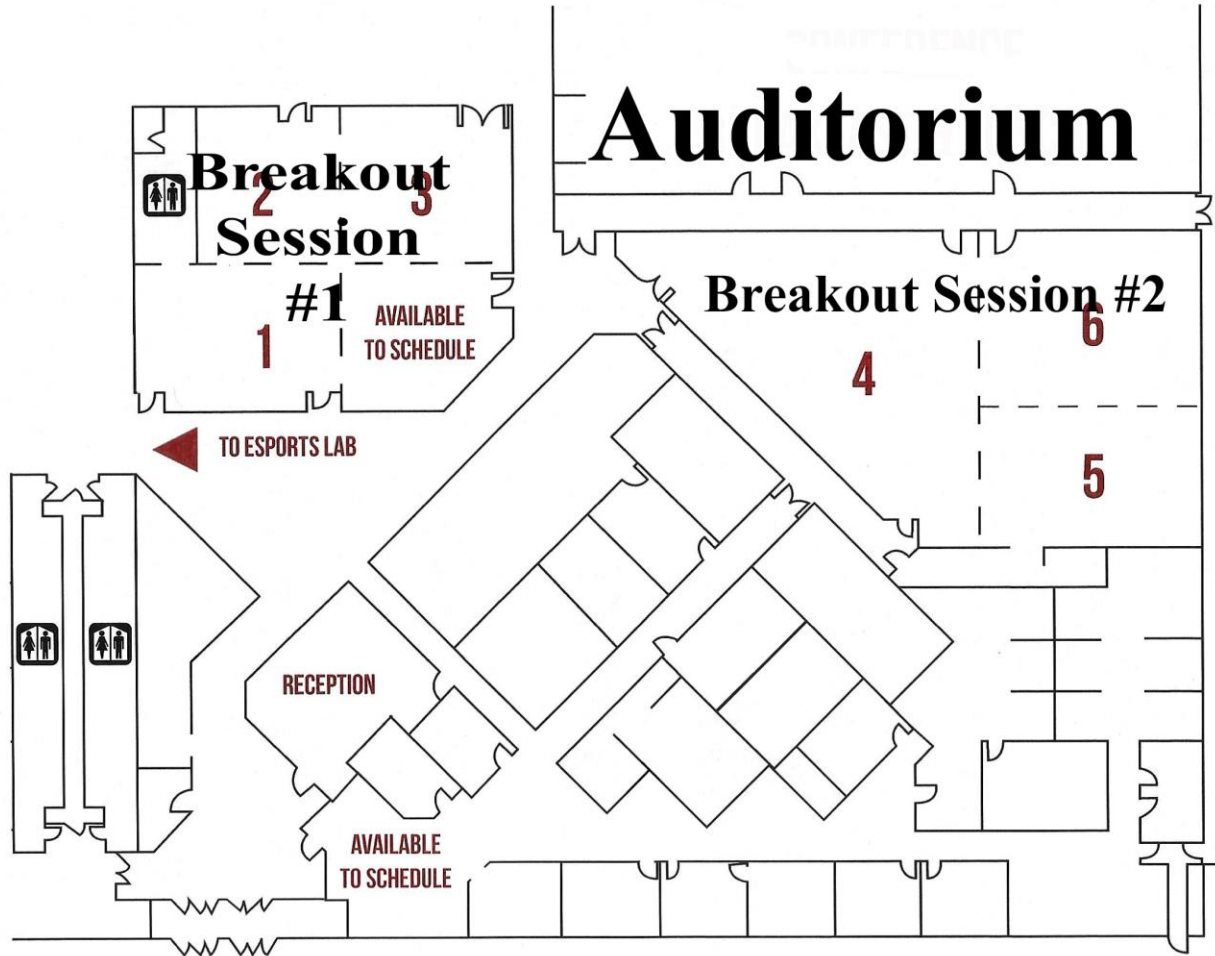 Auditorium
Breakout
2
3
Session
#1
1
AVAILABLE
TO SCHEDULE
Breakout Session #2
6
4
5
TO ESPORTS LAB
RECEPTION
AVAILABLE
TO SCHEDULE